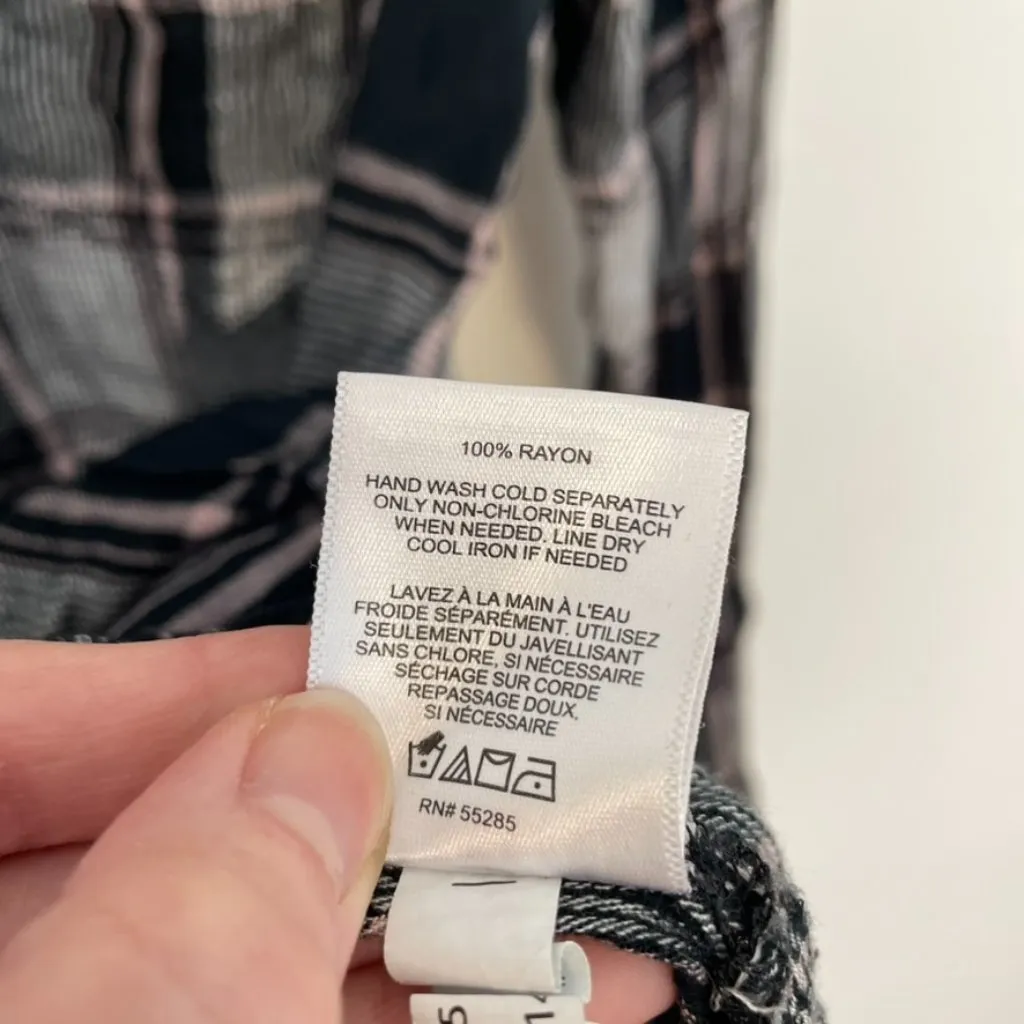 100% RAYON
HAND WASH COLD SEPARATELY
ONLY NON-CHLORINE BLEACH
WHEN NEEDED. LINE DRY
COOL IRON IF NEEDED
LAVEZ À LA MAIN À L'EAU
FROIDE SÉPARÉMENT. UTILISEZ
SEULEMENT DU JAVELLISANT
SANS CHLORE, SI NÉCESSAIRE
SÉCHAGE SUR CORDE
REPASSAGE DOUX,
SI NÉCESSAIRE
RN# 55285